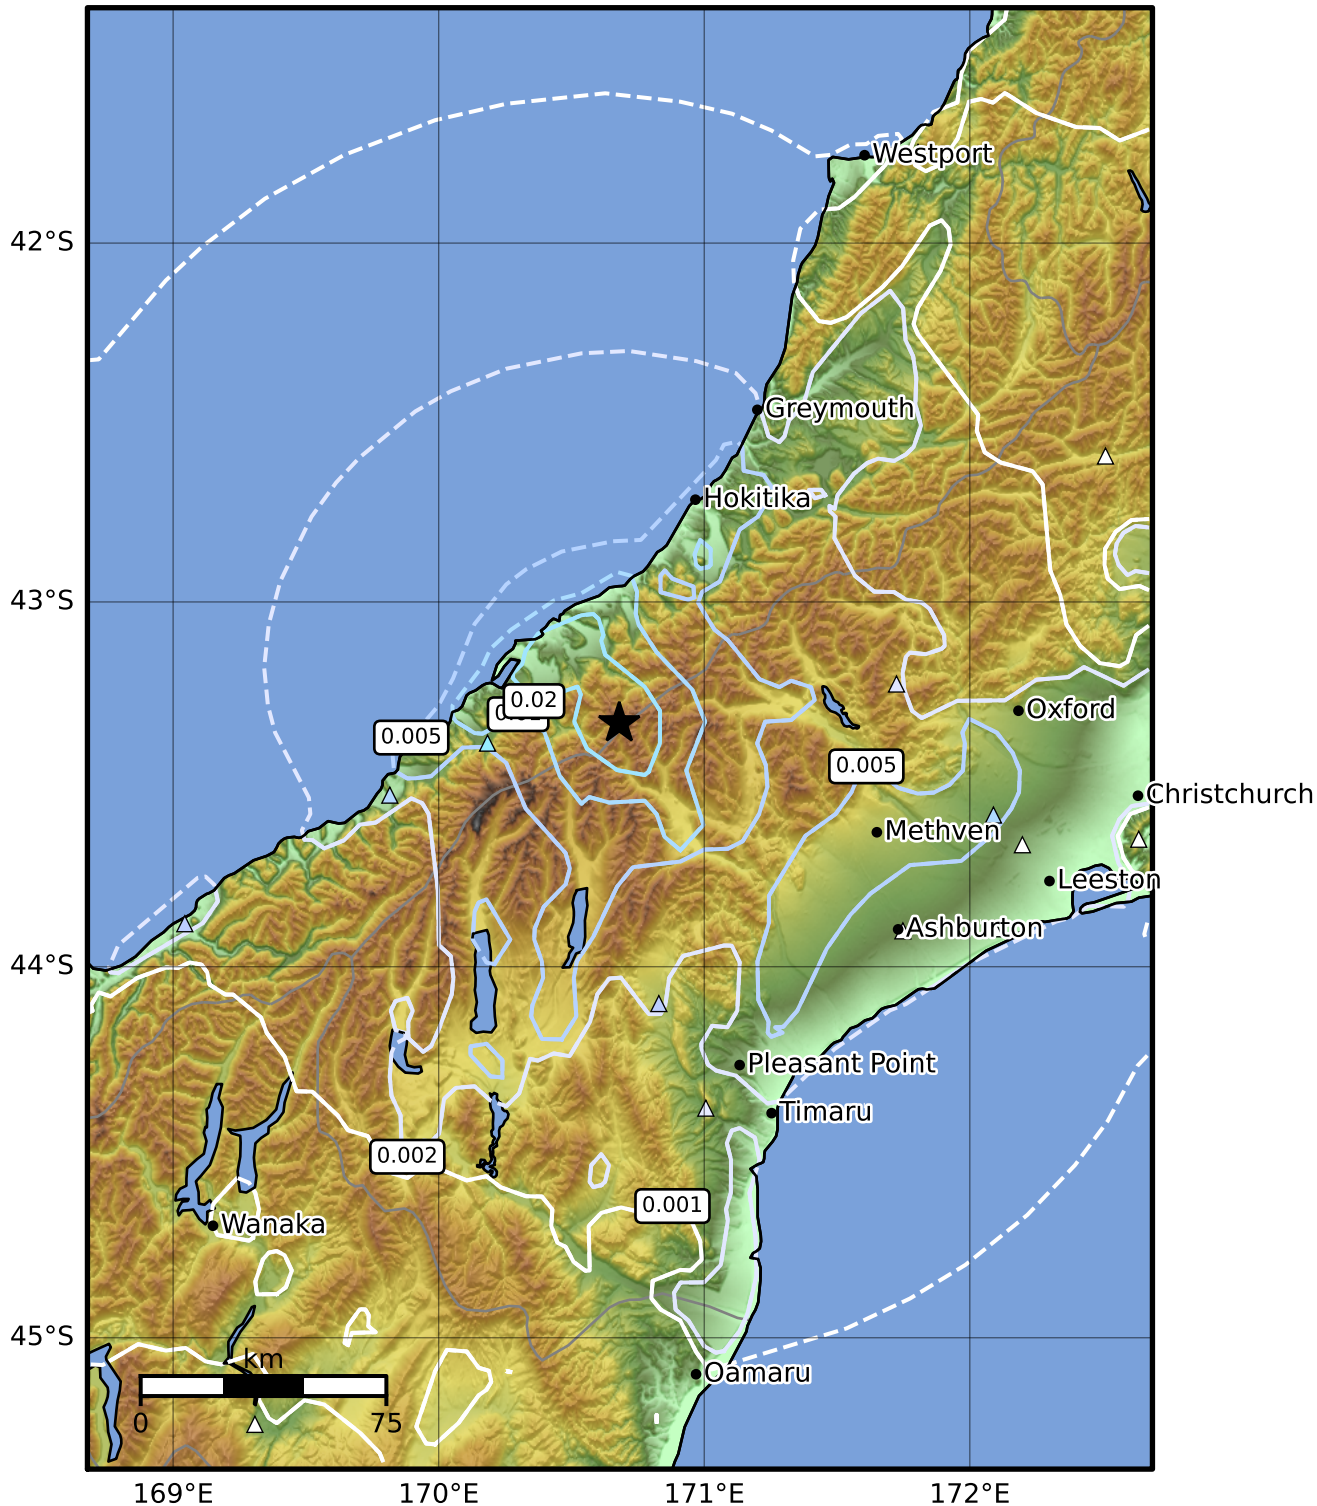 Westport
42°S
Greymouth
Hokitika
43°S
0.02
Oxford
0.005
0.005
Christchurch
Methven
Leeston
Ashburton
44°S
Pleasant Point
Timaru
0.002
0.001
Wanaka
45°S
km
Oamaru
0 75
169°E 170°E 171°E 172°E